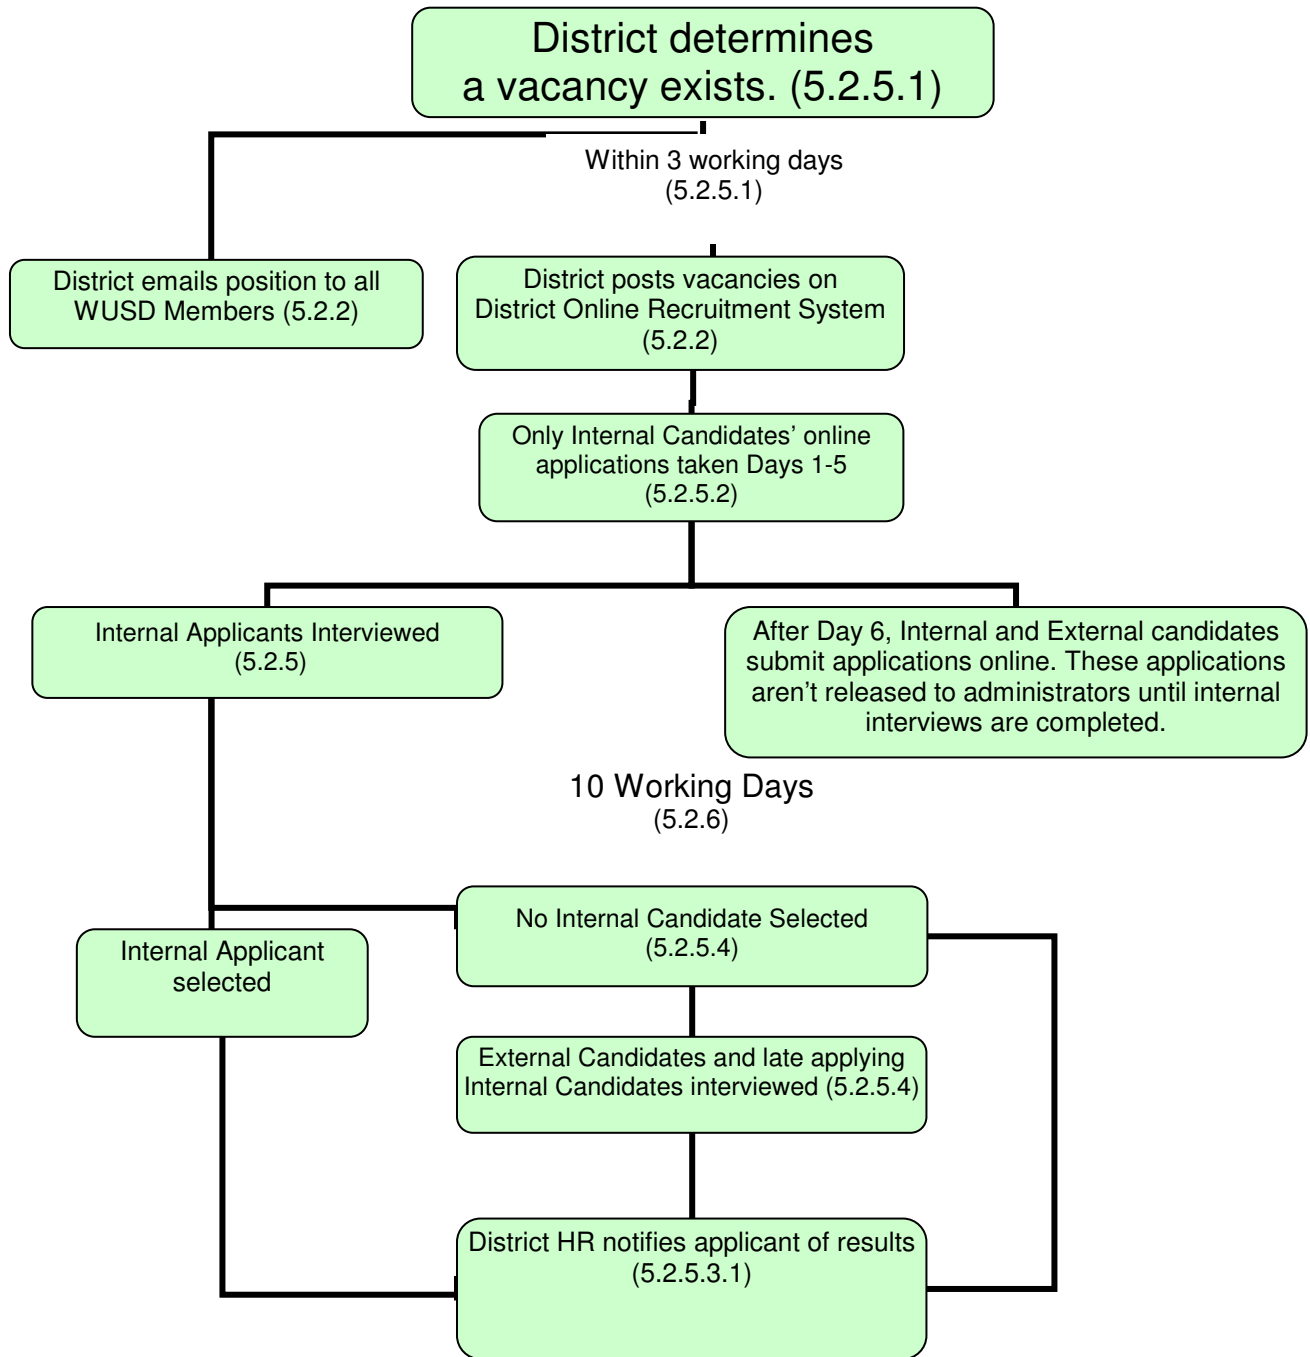 District determines
a vacancy exists. (5.2.5.1)
Within 3 working days
(5.2.5.1)
District emails position to all
WUSD Members (5.2.2)
District posts vacancies on
District Online Recruitment System
(5.2.2)
Only Internal Candidates’ online
applications taken Days 1-5
(5.2.5.2)
Internal Applicants Interviewed
(5.2.5)
After Day 6, Internal and External candidates
submit applications online. These applications
aren’t released to administrators until internal
interviews are completed.
10 Working Days
(5.2.6)
No Internal Candidate Selected
(5.2.5.4)
Internal Applicant
selected
External Candidates and late applying
Internal Candidates interviewed (5.2.5.4)
District HR notifies applicant of results
(5.2.5.3.1)